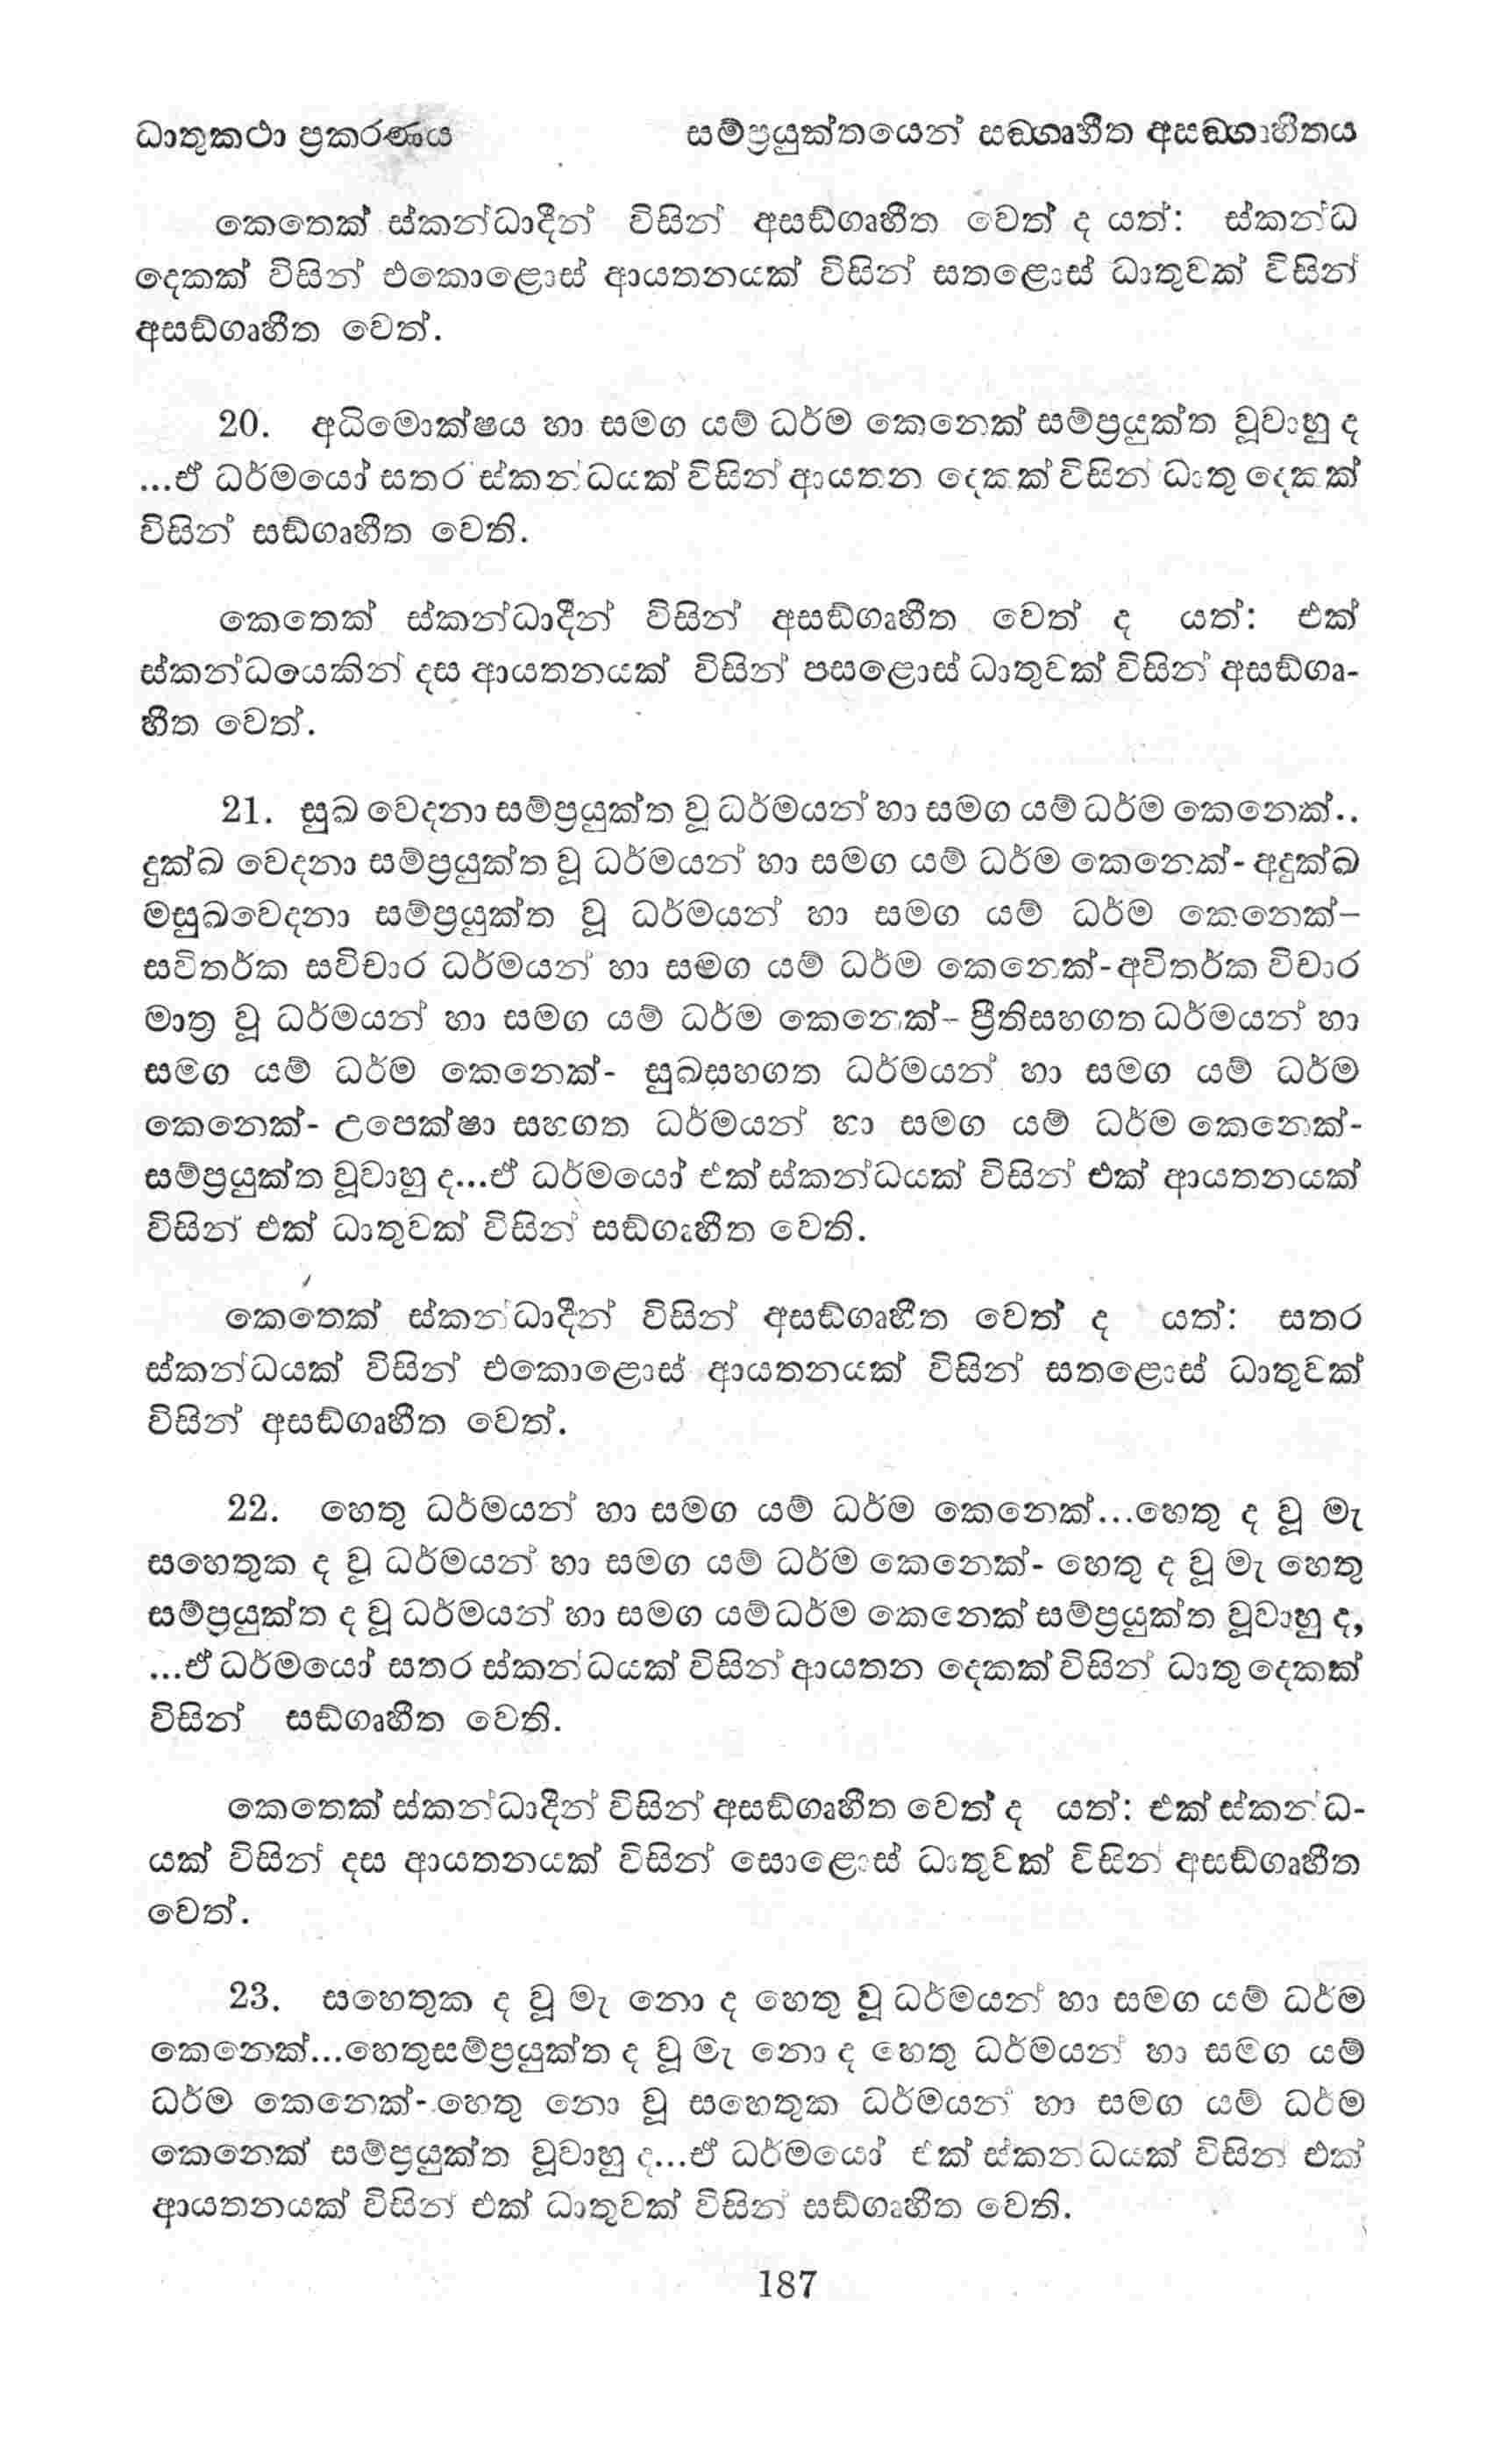 ධාතුකථා ප්‍රකරණය සම්ප්‍රයුක්තයෙන් සඞ්ගෘහීත අසඞ්ගෘහීතය
කෙතෙක් ස්කන්ධාදීන් විසින් අසඞ්ගෘහීත වෙත් ද යත්: ස්කන්ධ
දෙකක් විසින් එකොළොස් ආයතනයක් විසින් සතළොස් ධාතුවක් විසින්
අසඞ්ගෘහීත වෙත්.
20. අධිමොක්ෂය හා සමග යම් ධර්ම කෙනෙක් සම්ප්‍රයුක්ත වූවාහු ද
...ඒ ධර්මයෝ සතර ස්කන්ධයක් විසින් ආයතන දෙකක් විසින් ධාතු දෙකක්
විසින් සඞ්ගෘහීත වෙති.
කෙතෙක් ස්කන්ධාදීන් විසින් අසඞ්ගෘහීත වෙත් ද යත්: එක්
ස්කන්ධයෙකින් දස ආයතනයක් විසින් පසළොස් ධාතුවක් විසින් අසඞ්ගෘ-
හීත වෙත්.
21. සුඛ වෙදනා සම්ප්‍රයුක්ත වූ ධර්මයන් හා සමග යම් ධර්ම කෙනෙක්..
දුක්ඛ වෙදනා සම්ප්‍රයුක්ත වූ ධර්මයන් හා සමග යම් ධර්ම කෙනෙක්- අදුක්ඛ
මසුඛවෙදනා සම්ප්‍රයුක්ත වූ ධර්මයන් හා සමග යම් ධර්ම කෙනෙක්–
සවිතර්ක සවිචාර ධර්මයන් හා සමග යම් ධර්ම කෙනෙක්-අවිතර්ක විචාර
මාත්‍ර වූ ධර්මයන් හා සමග යම් ධර්ම කෙනෙක්- ප්‍රීතිසහගත ධර්මයන් හා
සමග යම් ධර්ම කෙනෙක්- සුඛසහගත ධර්මයන් හා සමග යම් ධර්ම
කෙනෙක්- උපෙක්ෂා සහගත ධර්මයන් හා සමග යම් ධර්ම කෙනෙක්-
සම්ප්‍රයුක්ත වූවාහු ද...ඒ ධර්මයෝ එක් ස්කන්ධයක් විසින් එක් ආයතනයක්
විසින් එක් ධාතුවක් විසින් සඞ්ගෘහීත වෙති.
කෙතෙක් ස්කන්ධාදීන් විසින් අසඞ්ගෘහීත වෙත් ද යත්: සතර
ස්කන්ධයක් විසින් එකොළොස් ආයතනයක් විසින් සතළොස් ධාතුවක්
විසින් අසඞ්ගෘහීත වෙත්.
22. හෙතු ධර්මයන් හා සමග යම් ධර්ම කෙනෙක්...හෙතු ද වූ මැ
සහෙතුක ද වූ ධර්මයන් හා සමග යම් ධර්ම කෙනෙක්- හෙතු ද වූ මැ හෙතු
සම්ප්‍රයුක්ත ද වූ ධර්මයන් හා සමග යම් ධර්ම කෙනෙක් සම්ප්‍රයුක්ත වූවාහු ද,
...ඒ ධර්මයෝ සතර ස්කන්ධයක් විසින් ආයතන දෙකක් විසින් ධාතු දෙකක්
විසින් සඞ්ගෘහීත වෙති.
කෙතෙක් ස්කන්ධාදීන් විසින් අසඞ්ගෘහීත වෙත් ද යත්: එක් ස්කන්ධ-
යක් විසින් දස ආයතනයක් විසින් සොළොස් ධාතුවක් විසින් අසඞ්ගෘහීත
වෙත්.
23. සහෙතුක ද වූ මැ නො ද හෙතු වූ ධර්මයන් හා සමග යම් ධර්ම
කෙනෙක්...හෙතුසම්ප්‍රයුක්ත ද වූ මැ නො ද හෙතු ධර්මයන් හා සමග යම්
ධර්ම කෙනෙක්- හෙතු නො වූ සහෙතුක ධර්මයන් හා සමග යම් ධර්ම
කෙනෙක් සම්ප්‍රයුක්ත වූවාහු ද...ඒ ධර්මයෝ එක් ස්කන්ධයක් විසින් එක්
ආයතනයක් විසින් එක් ධාතුවක් විසින් සඞ්ගෘහීත වෙති.
187